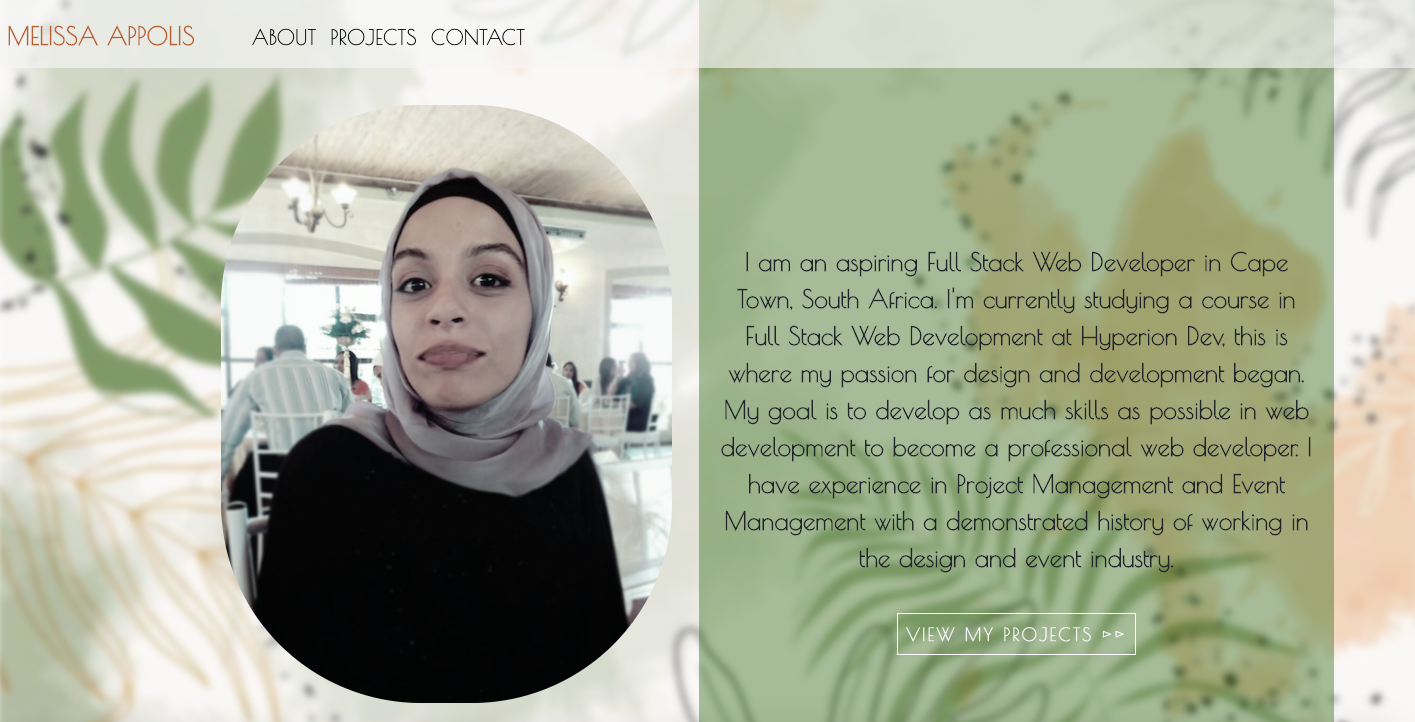 MELISSA APPOLIS ABOUT PROJECTS CONTACT
I am an aspiring Full Stack Web Developer in Cape
Town, South Africa. I'm currently studying a course in
Full Stack Web Development at Hyperion Dev, this is
where my passion for design and development began.
My goal is to develop as much skills as possible in web
development to become a professional web developer. I
have experience in Project Management and Event
Management with a demonstrated history of working in
the design and event industry.
VIEW MY PROJECTS ▻▻